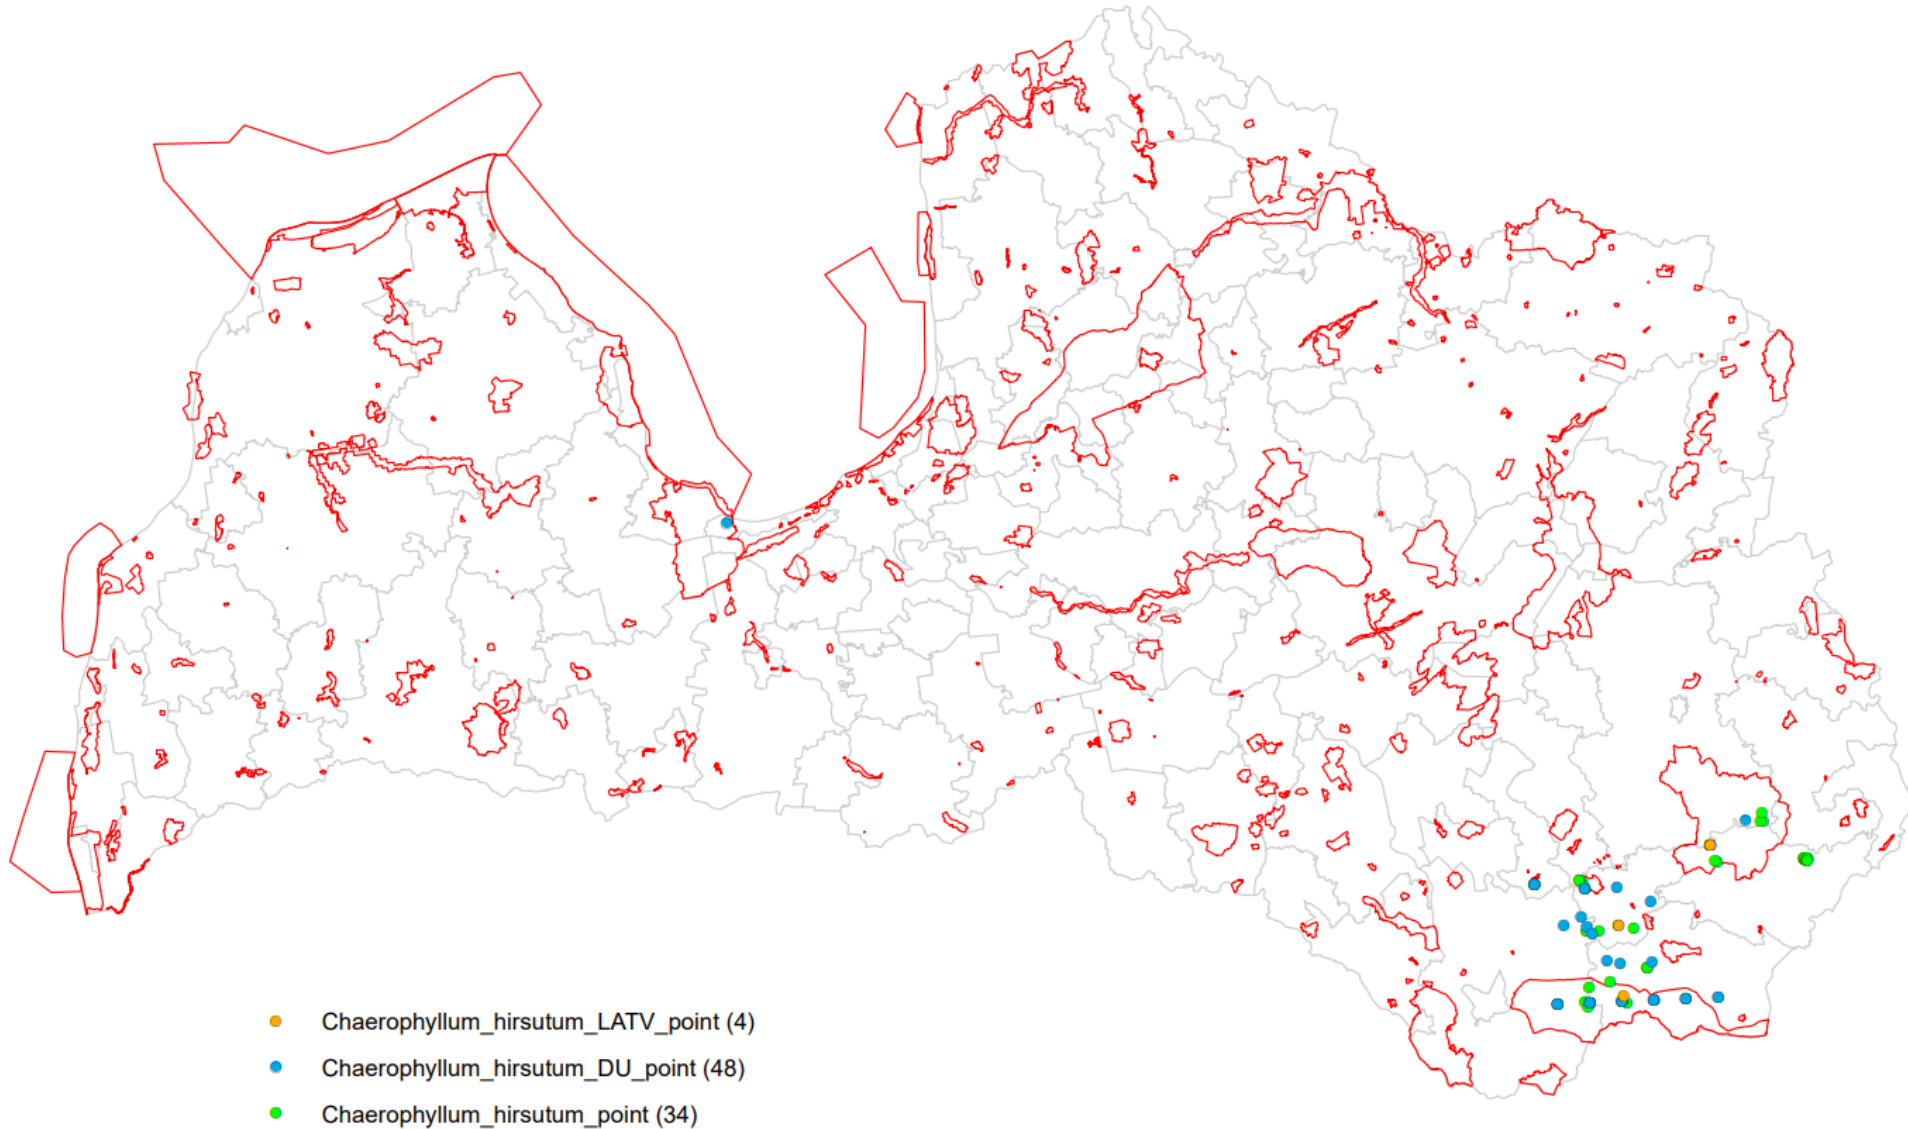 Chaerophyllum_hirsutum_LATV_point (4)
Chaerophyllum_hirsutum_DU_point (48)
Chaerophyllum_hirsutum_point (34)